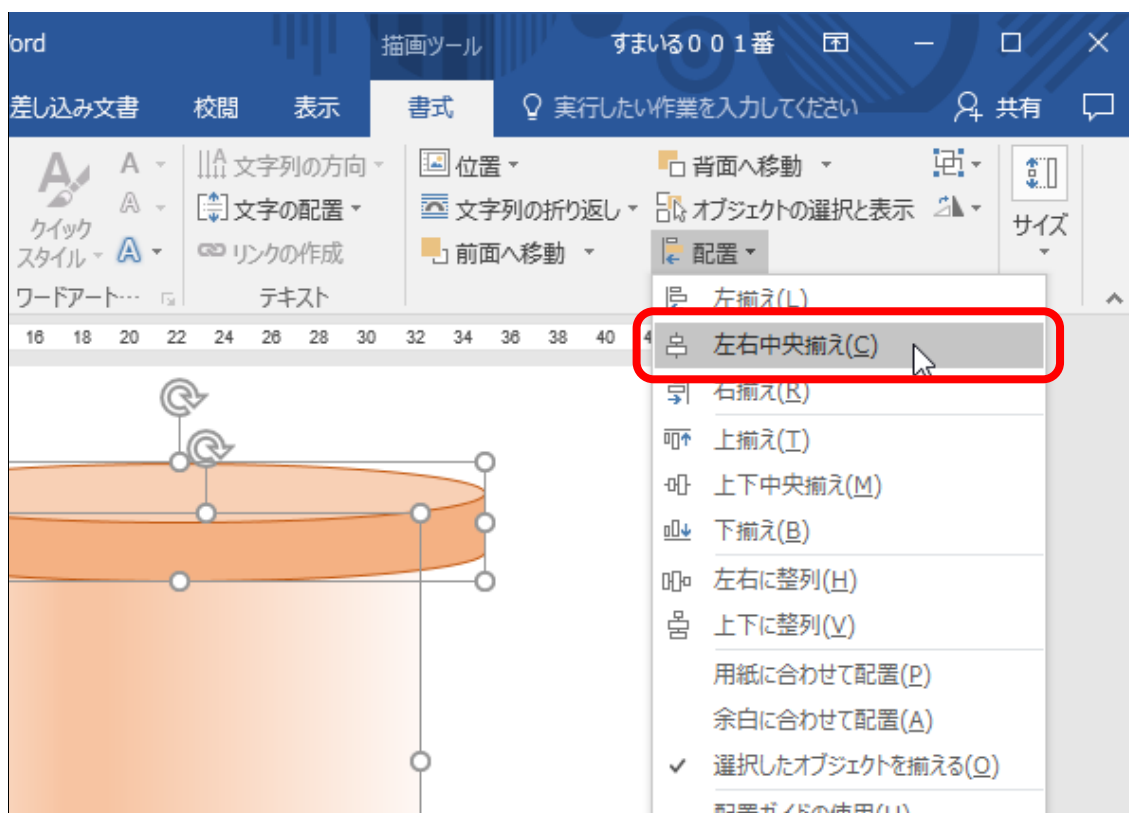 ord 描画ツール すまいる００１番
差し込み文書 校閲 表示 書式 実行したい作業を入力してください 共有
A 文字列の方向 位置 背面へ移動
文字の配置 文字列の折り返し オブジェクトの選択と表示
クイック
スタイル リンクの作成 前面へ移動 配置 サイズ
ワードアート… テキスト
左揃え(L)
16 18 20 22 24 26 28 30 32 34 36 38 40 4
左右中央揃え(C)
右揃え(R)
上揃え(T)
上下中央揃え(M)
下揃え(B)
左右に整列(H)
上下に整列(V)
用紙に合わせて配置(P)
余白に合わせて配置(A)
選択したオブジェクトを揃える(O)
配置ガイドの使用(U)